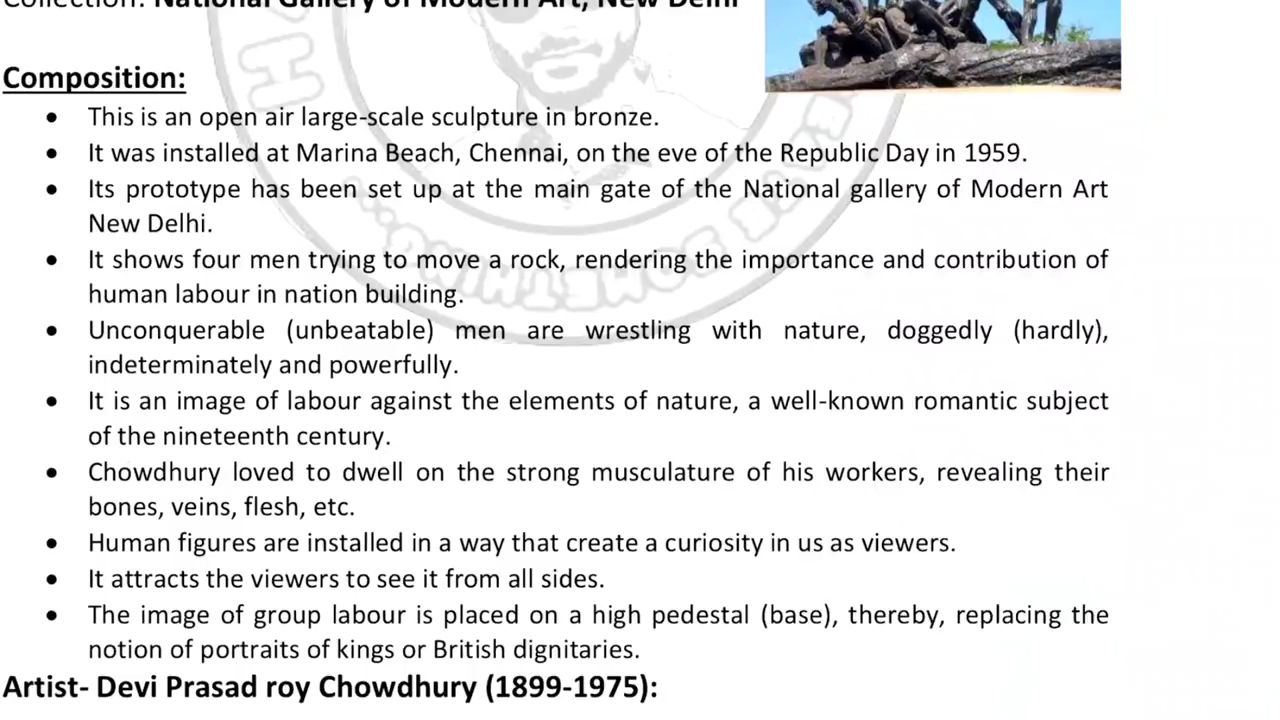 Collection: National Gallery of Modern Art, New Delhi
Composition:
• This is an open air large-scale sculpture in bronze.
• It was installed at Marina Beach, Chennai, on the eve of the Republic Day in 1959.
• Its prototype has been set up at the main gate of the National gallery of Modern Art
New Delhi.
• It shows four men trying to move a rock, rendering the importance and contribution of
human labour in nation building.
• Unconquerable (unbeatable) men are wrestling with nature, doggedly (hardly),
indeterminately and powerfully.
• It is an image of labour against the elements of nature, a well-known romantic subject
of the nineteenth century.
• Chowdhury loved to dwell on the strong musculature of his workers, revealing their
bones, veins, flesh, etc.
• Human figures are installed in a way that create a curiosity in us as viewers.
• It attracts the viewers to see it from all sides.
• The image of group labour is placed on a high pedestal (base), thereby, replacing the
notion of portraits of kings or British dignitaries.
Artist- Devi Prasad roy Chowdhury (1899-1975):